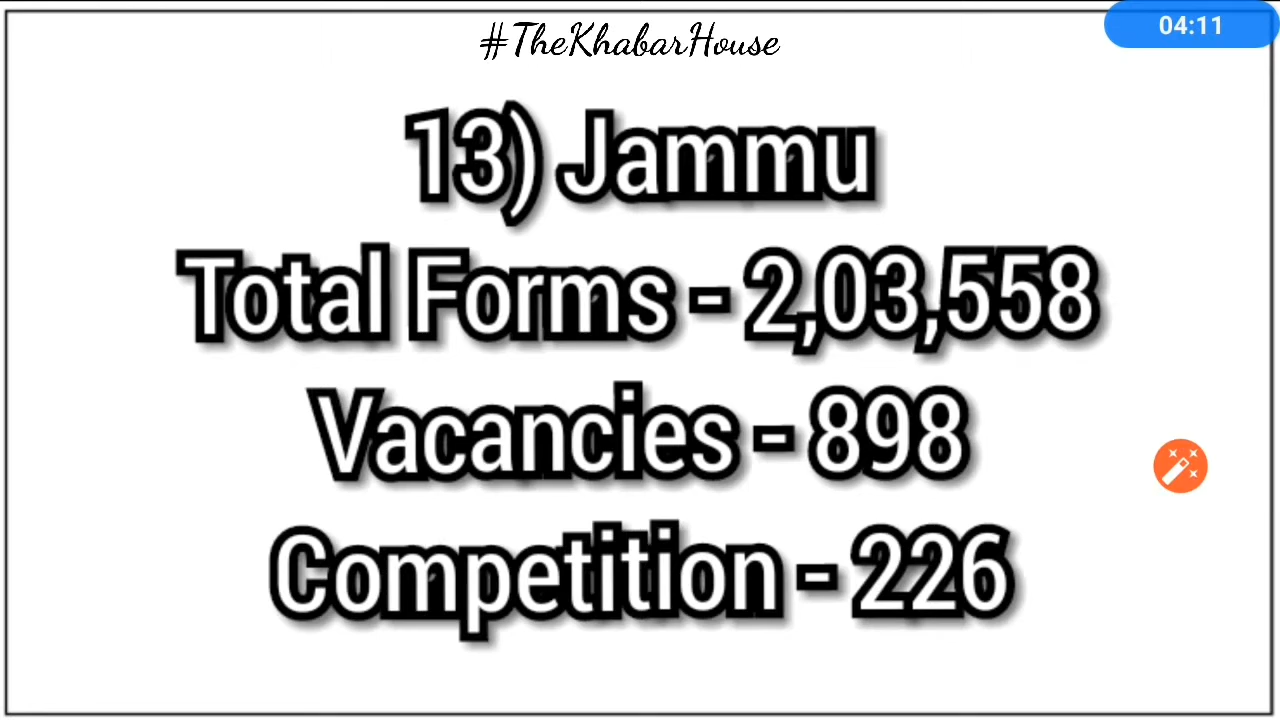 #TheKhabarHouse
04:11
13) Jammu
Total Forms - 2,03,558
Vacancies - 898
Competition - 226